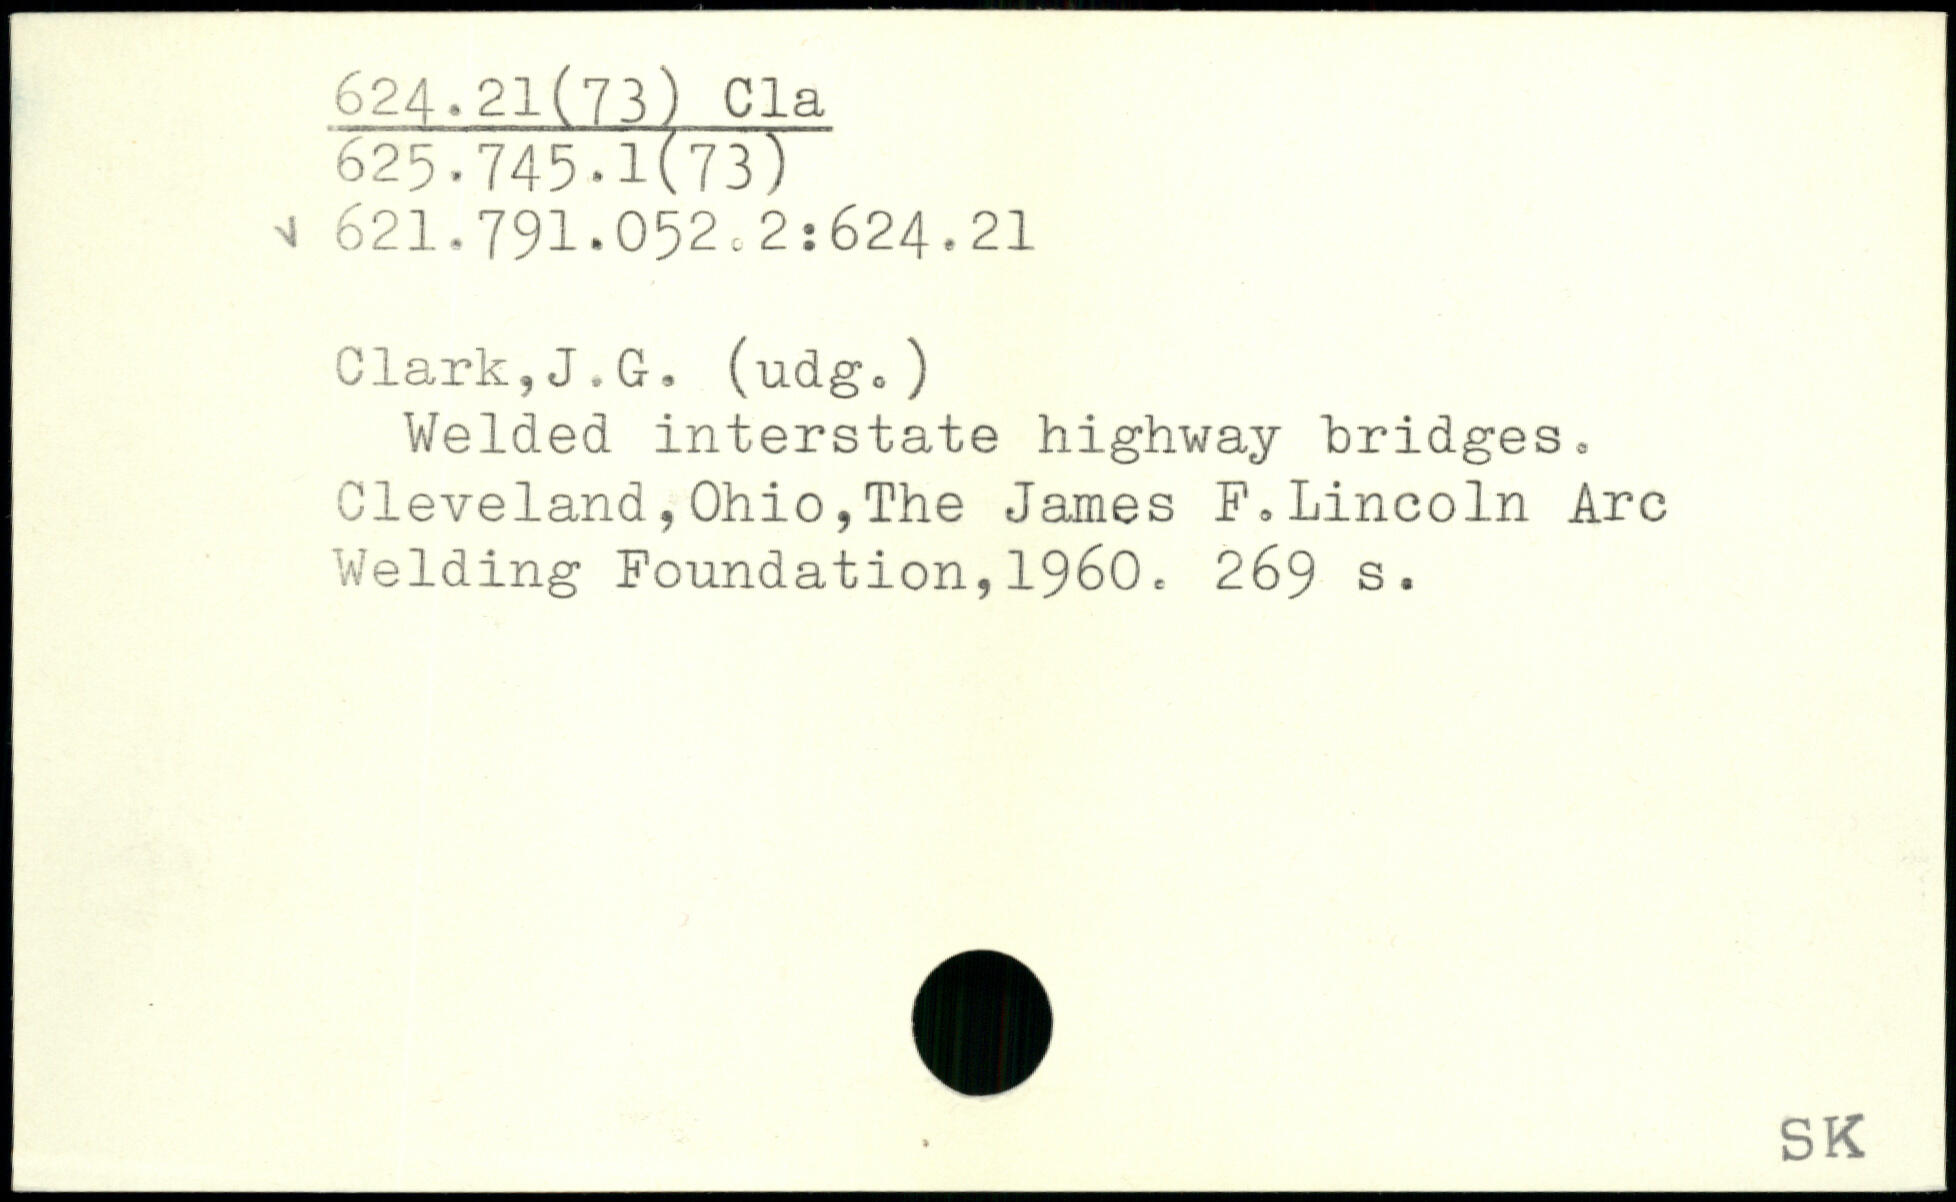 624.21(73) Cla
625.745.1(73)
v 621.791.052.2:624.21
Clark,J.G. (udg.)
Welded interstate highway bridges.
Cleveland,Ohio,The James F.Lincoln Arc
Welding Foundation,1960. 269 s.
SK